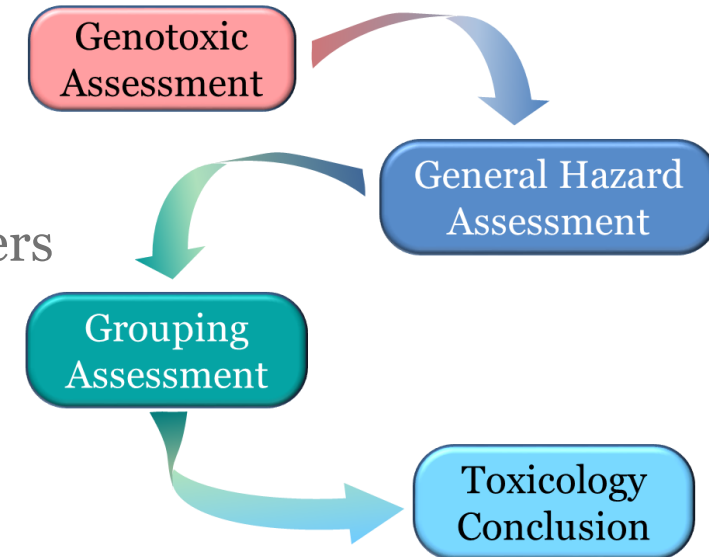 Genotoxic
Assessment
General Hazard
Assessment
ers
Grouping
Assessment
Toxicology
Conclusion